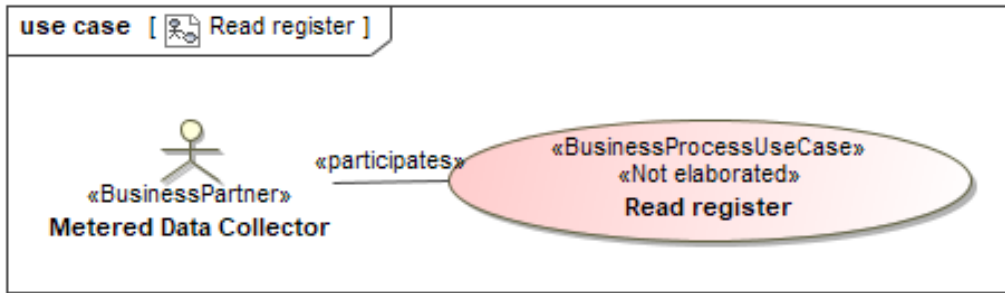 use case [ Read register ]
«participates»
«BusinessPartner»
Metered Data Collector
«BusinessProcessUseCase»
«Not elaborated»
Read register